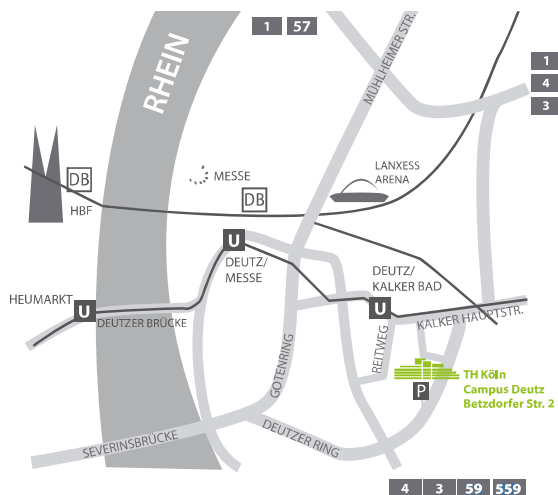 1 57
MÜHLHEIMER STR.
RHEIN
1
4
3
DB
HBF
MESSE
DB
LANXESS
ARENA
U
DEUTZ/
MESSE
DEUTZ/
KALKER BAD
HEUMARKT
U
DEUTZER BRÜCKE
U
KALKER HAUPTSTR.
GOTENRING
REITWEG
TH Köln
Campus Deutz
Betzdorfer Str. 2
P
SEVERINSBRÜCKE
DEUTZER RING
4 3 59 559